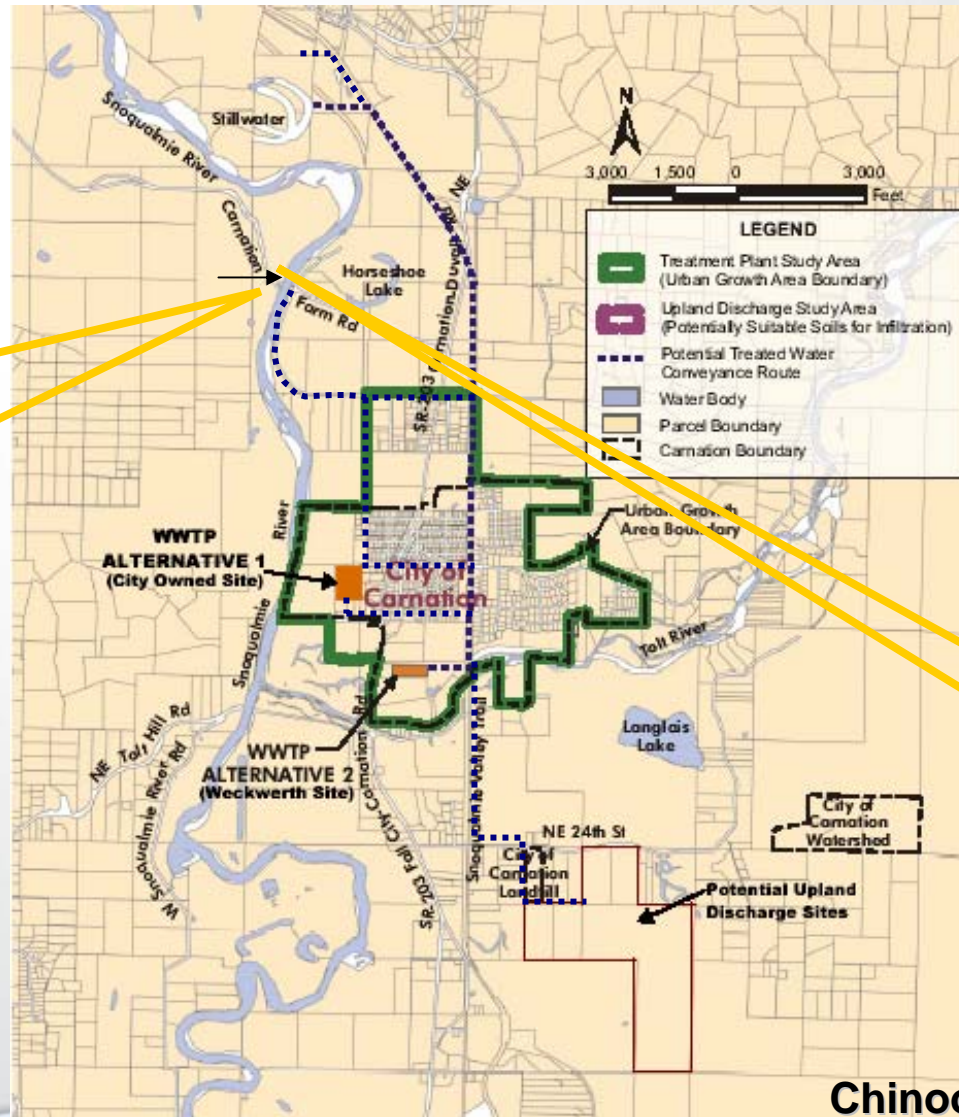 Stillwater
Snoqualmie River
NE
N
3,000 1,500 0 3,000
Feet
LEGEND
Treatment Plant Study Area
(Urban Growth Area Boundary)
Upland Discharge Study Area
(Potentially Suitable Soils for Infiltration)
Potential Treated Water
Conveyance Route
Water Body
Parcel Boundary
Carnation Boundary
Carnation
Farm Rd
Horseshoe
Lake
SR-203 Carnation-Duvall Rd
River
Urban Growth
Area Boundary
WWTP
ALTERNATIVE 1
(City Owned Site)
City of
Carnation
Snoqualmie
Tolt River
NE Tolt Hill Rd
W Snoqualmie River Rd
WWTP
ALTERNATIVE 2
(Weckwerth Site)
Langlais
Lake
SR-203 Fall City-Carnation Rd
Snoqualmie Valley Trail
NE 24th St
City of
Carnation
Landfill
City of
Carnation
Watershed
Potential Upland
Discharge Sites